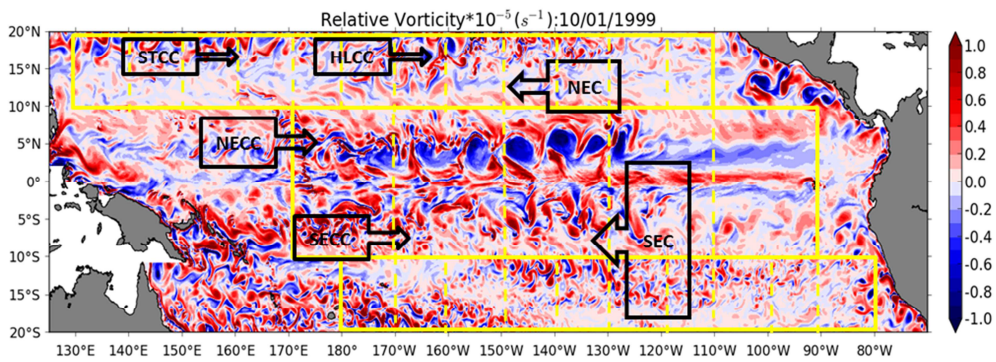 Relative Vorticity*10⁻⁵(s⁻¹):10/01/1999
20°N
15°N
10°N
5°N
0°
5°S
10°S
15°S
20°S
STCC
HLCC
NEC
NECC
SECC
SEC
130°E 140°E 150°E 160°E 170°E 180° 170°W 160°W 150°W 140°W 130°W 120°W 110°W 100°W 90°W 80°W
1.0
0.8
0.6
0.4
0.2
0.0
-0.2
-0.4
-0.6
-0.8
-1.0